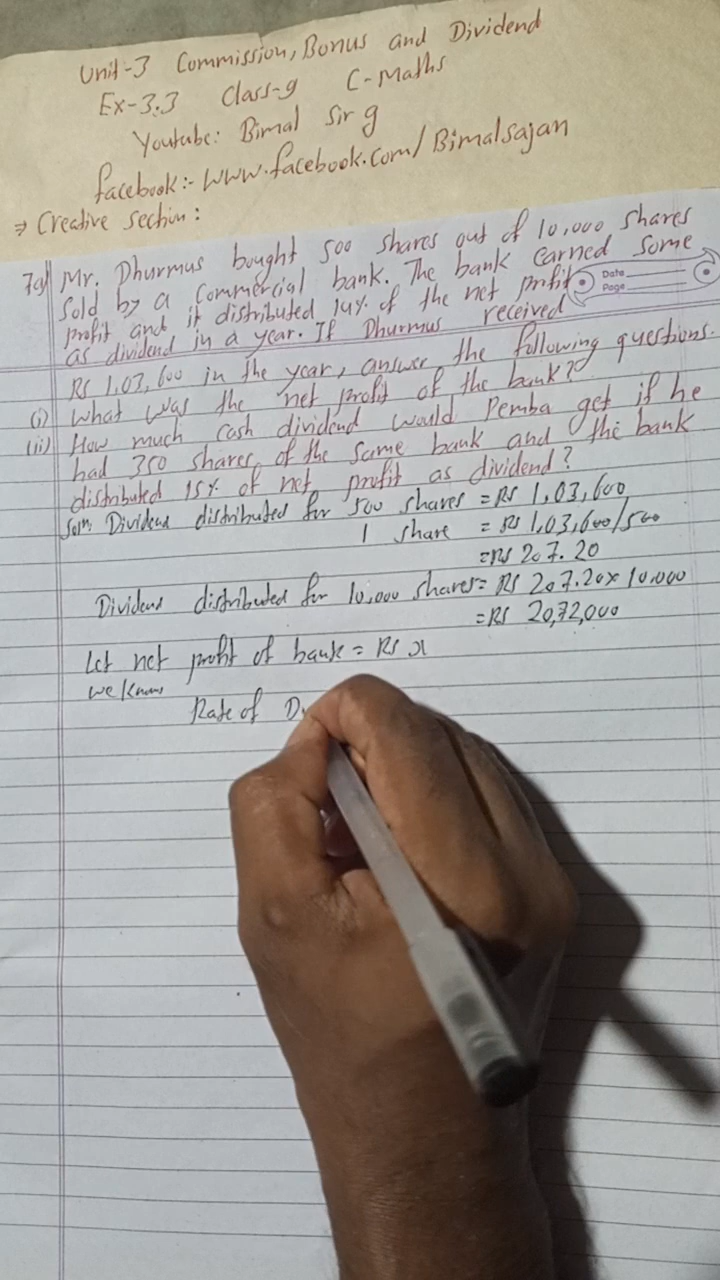 Unit-3 Commission, Bonus and Dividend
Ex-3.3 Class-9 C-Maths
Youtube: Bimal Sir g
facebook:- www.facebook.com/Bimalsajan
⇒ Creative Section:
7a) Mr. Dhurmus bought 500 shares out of 10,000 shares
sold by a commercial bank. The bank earned some
profit and it distributed 14% of the net profit
Date
Page
as dividend in a year. If Dhurmus received
Rs 1,03,600 in the year, answer the following questions.
(i) What was the net profit of the bank?
(ii) How much cash dividend would Pemba get if he
had 350 shares of the same bank and the bank
distributed 15% of net profit as dividend?
Soln: Dividend distributed for 500 shares = Rs 1,03,600
1 share = Rs 1,03,600/500
= Rs 207.20
Dividend distributed for 10,000 shares = Rs 207.20 x 10,000
= Rs 20,72,000
Let net profit of bank = Rs x
we know
Rate of Di